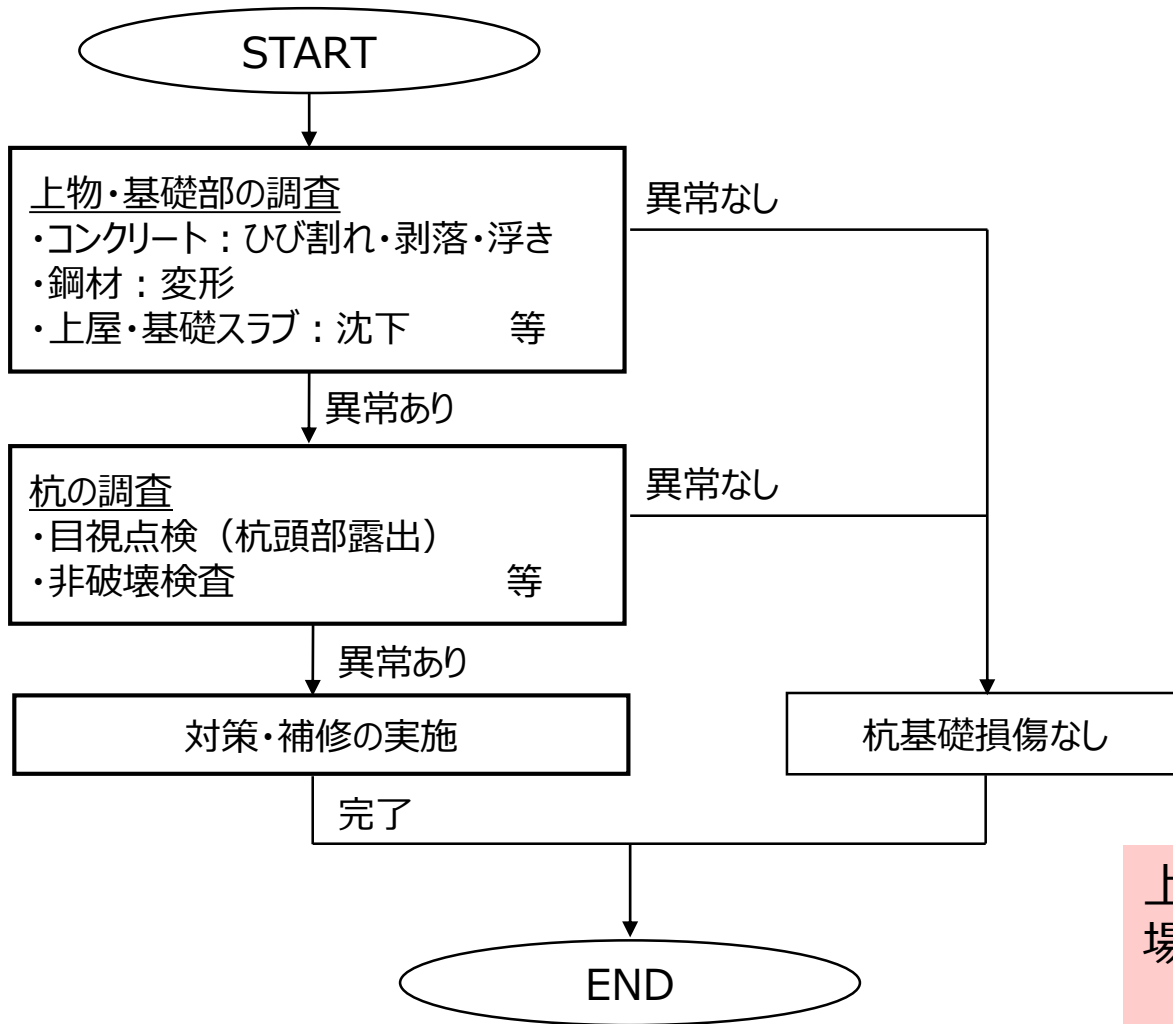 START
上物・基礎部の調査
・コンクリート：ひび割れ・剥落・浮き
・鋼材：変形
・上屋・基礎スラブ：沈下　　等
異常なし
異常あり
杭の調査
・目視点検（杭頭部露出）
・非破壊検査　　　　　　等
異常なし
異常あり
対策・補修の実施
杭基礎損傷なし
完了
END
上
場